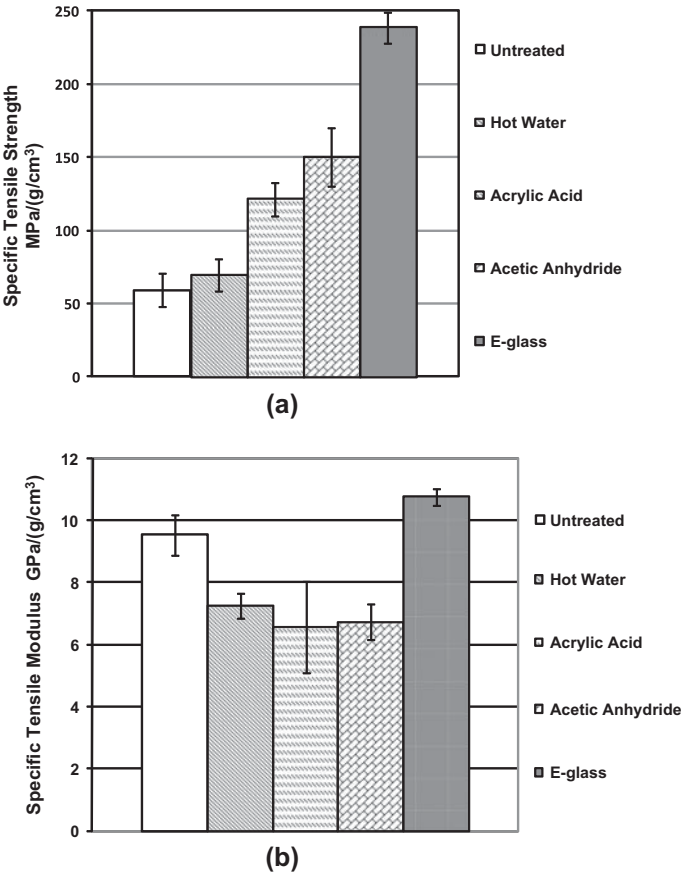 Specific Tensile Strength
MPa/(g/cm³)
250
200
150
100
50
0
Untreated
Hot Water
Acrylic Acid
Acetic Anhydride
E-glass
(a)
Specific Tensile Modulus GPa/(g/cm³)
12
10
8
6
4
2
0
Untreated
Hot Water
Acrylic Acid
Acetic Anhydride
E-glass
(b)